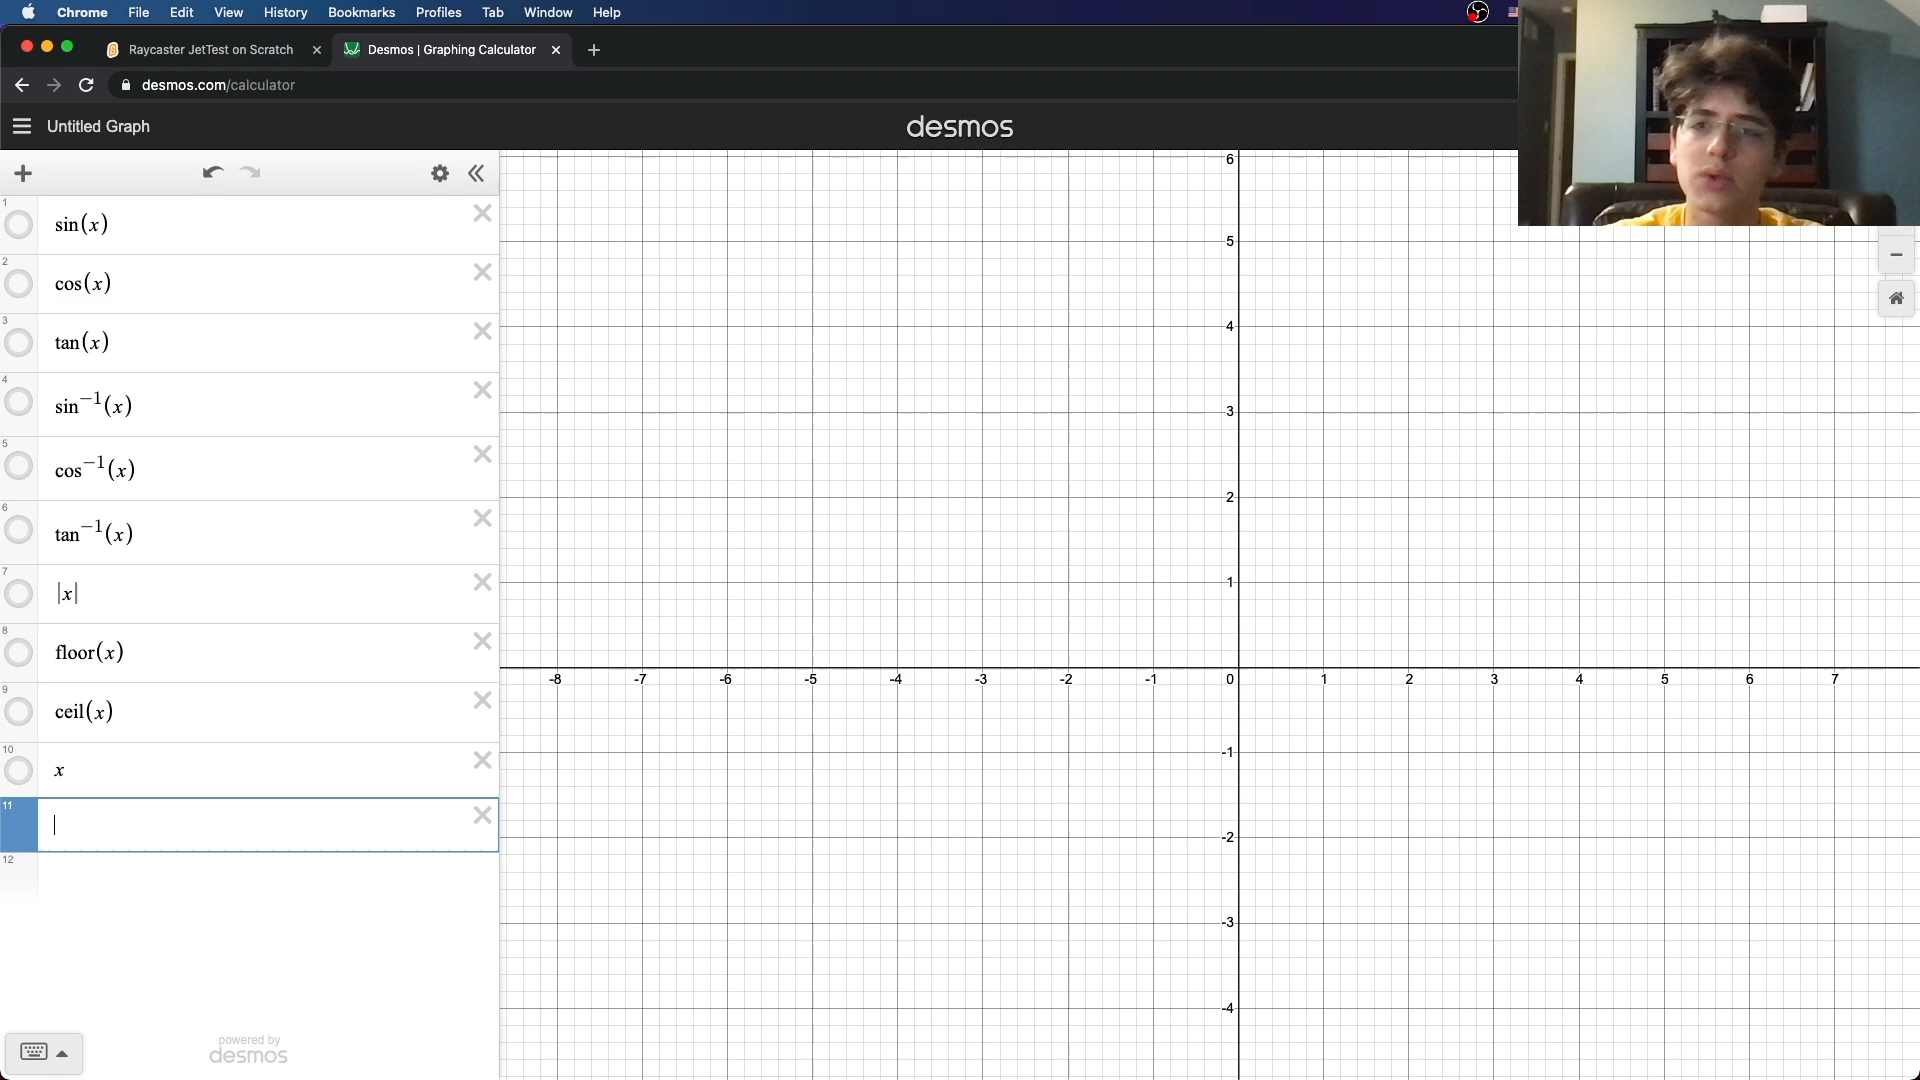 Chrome File Edit View History Bookmarks Profiles Tab Window Help
Raycaster JetTest on Scratch
Desmos | Graphing Calculator
desmos.com/calculator
Untitled Graph
desmos
1
sin(x)
2
cos(x)
3
tan(x)
4
sin⁻¹(x)
5
cos⁻¹(x)
6
tan⁻¹(x)
7
|x|
8
floor(x)
9
ceil(x)
10
x
11
12
powered by
desmos
6
5
4
3
2
1
-8 -7 -6 -5 -4 -3 -2 -1 0 1 2 3 4 5 6 7
-1
-2
-3
-4